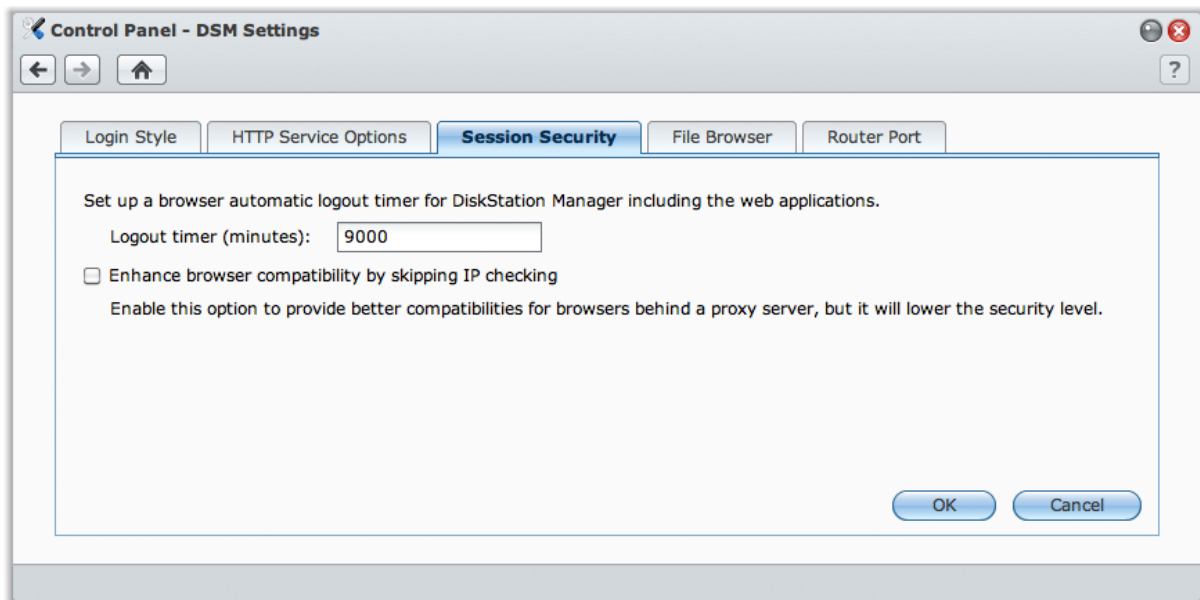 Control Panel - DSM Settings
?
Login Style
HTTP Service Options
Session Security
File Browser
Router Port
Set up a browser automatic logout timer for DiskStation Manager including the web applications.
Logout timer (minutes): 9000
Enhance browser compatibility by skipping IP checking
Enable this option to provide better compatibilities for browsers behind a proxy server, but it will lower the security level.
OK
Cancel